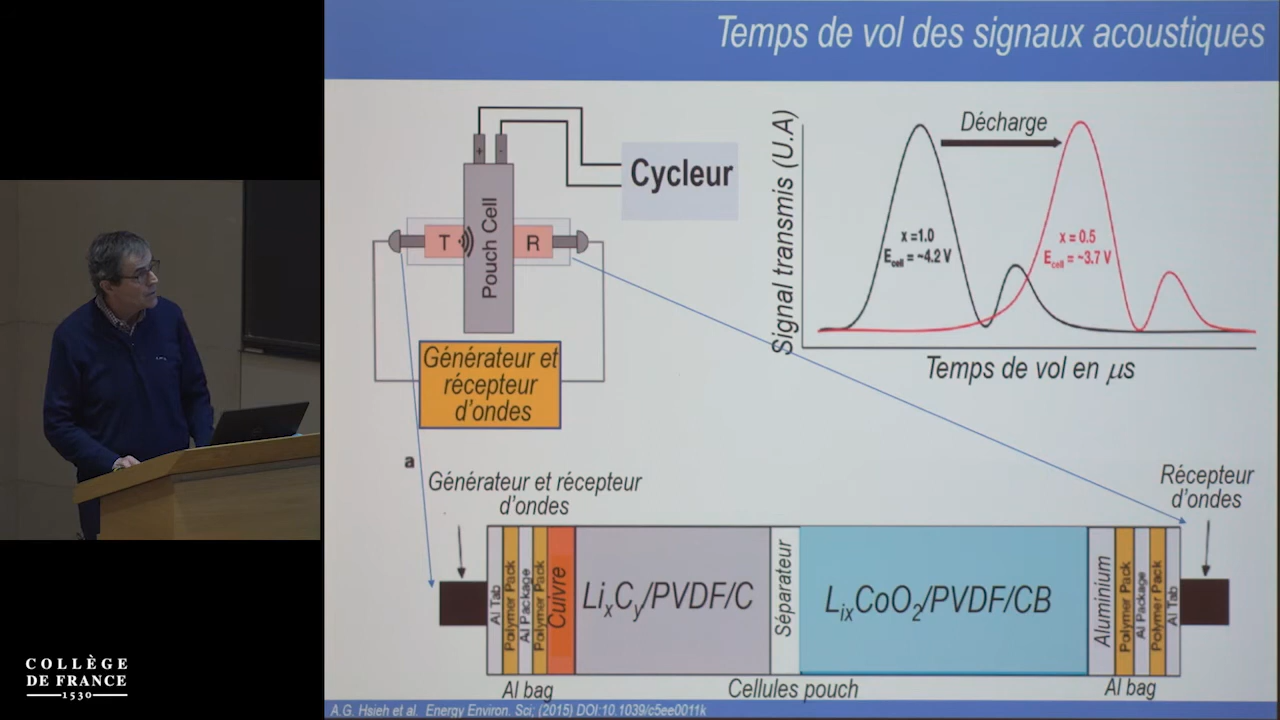 Temps de vol des signaux acoustiques
+
-
Cycleur
T
Pouch Cell
R
Générateur et
récepteur
d'ondes
Signal transmis (U.A)
Décharge
x =1.0
E_cell = ~4.2 V
x = 0.5
E_cell = ~3.7 V
Temps de vol en μs
a
Générateur et récepteur
d'ondes
Récepteur
d'ondes
Al Tab
Polymer Pack
Al Package
Polymer Pack
Cuivre
LixCy/PVDF/C
Séparateur
LixCoO2/PVDF/CB
Aluminium
Polymer Pack
Al Package
Polymer Pack
Al Tab
Al bag
Cellules pouch
Al bag
A.G. Hsieh et al. Energy Environ. Sci; (2015) DOI:10.1039/c5ee0011k
COLLÈGE
DE FRANCE
1530